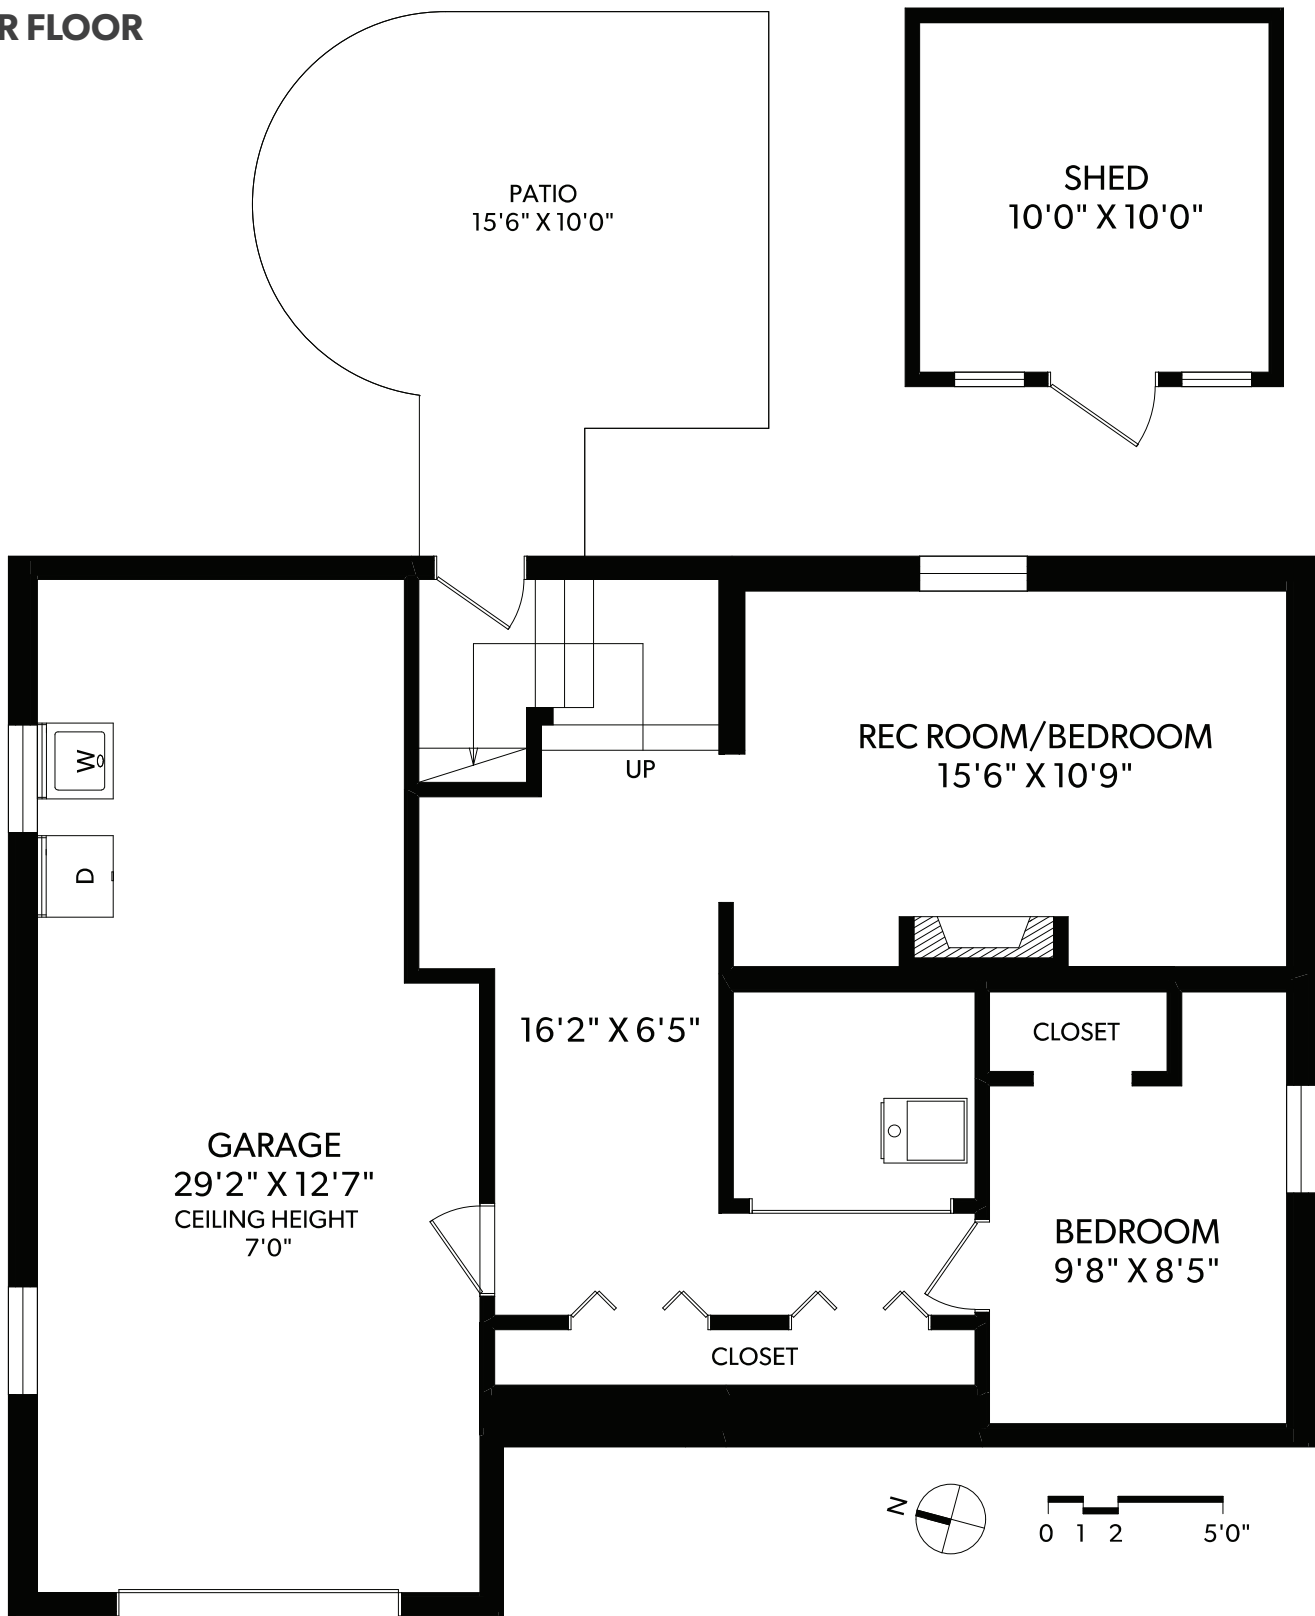 R FLOOR
PATIO
15'6" X 10'0"
SHED
10'0" X 10'0"
REC ROOM/BEDROOM
15'6" X 10'9"
UP
W
D
16'2" X 6'5"
CLOSET
GARAGE
29'2" X 12'7"
CEILING HEIGHT
7'0"
BEDROOM
9'8" X 8'5"
CLOSET
N
0 1 2 5'0"